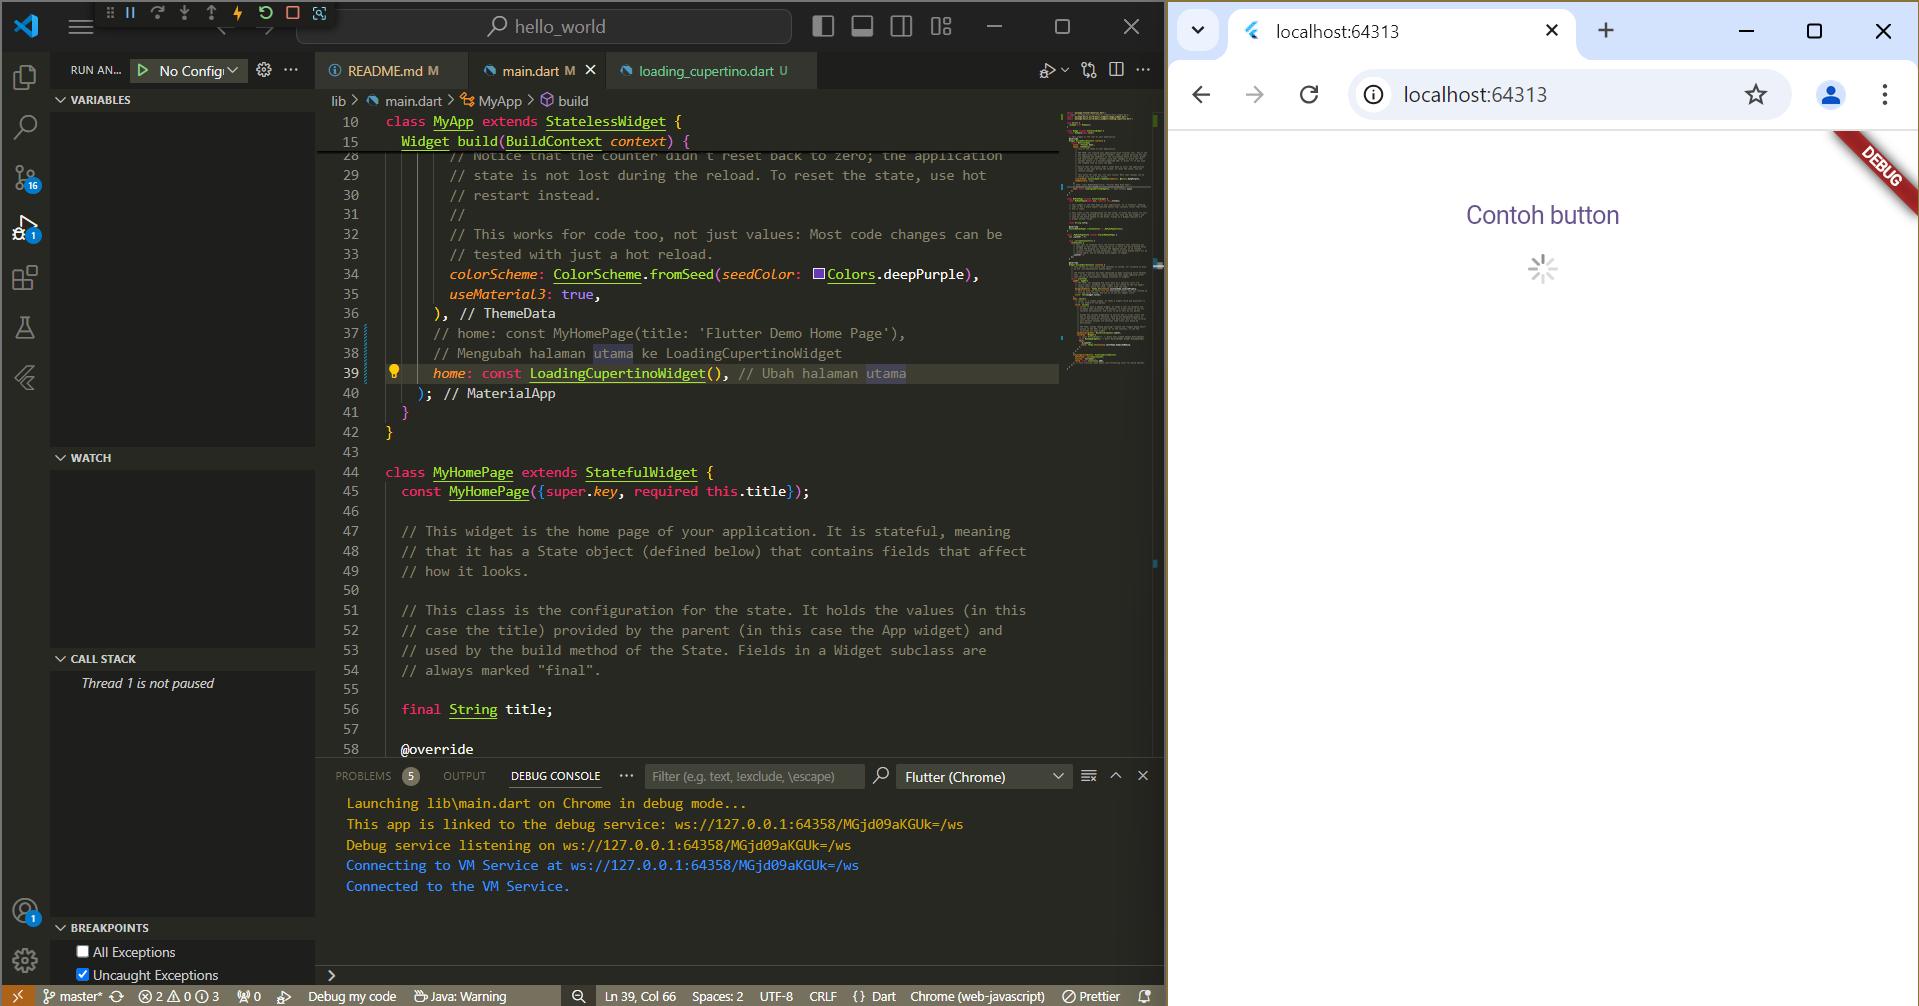 hello_world
RUN AN...
No Config
README.md M
main.dart M
loading_cupertino.dart U
VARIABLES
lib > main.dart > MyApp > build
10 class MyApp extends StatelessWidget {
15 Widget build(BuildContext context) {
28 // Notice that the counter didn't reset back to zero; the application
29 // state is not lost during the reload. To reset the state, use hot
30 // restart instead.
31 //
32 // This works for code too, not just values: Most code changes can be
33 // tested with just a hot reload.
34 colorScheme: ColorScheme.fromSeed(seedColor: Colors.deepPurple),
35 useMaterial3: true,
36 ), // ThemeData
37 // home: const MyHomePage(title: 'Flutter Demo Home Page'),
38 // Mengubah halaman utama ke LoadingCupertinoWidget
39 home: const LoadingCupertinoWidget(), // Ubah halaman utama
40 ); // MaterialApp
41 }
42 }
43
44 class MyHomePage extends StatefulWidget {
45 const MyHomePage({super.key, required this.title});
46
47 // This widget is the home page of your application. It is stateful, meaning
48 // that it has a State object (defined below) that contains fields that affect
49 // how it looks.
50
51 // This class is the configuration for the state. It holds the values (in this
52 // case the title) provided by the parent (in this case the App widget) and
53 // used by the build method of the State. Fields in a Widget subclass are
54 // always marked "final".
55
56 final String title;
57
58 @override
16
1
WATCH
CALL STACK
Thread 1 is not paused
BREAKPOINTS
All Exceptions
Uncaught Exceptions
1
PROBLEMS 5 OUTPUT DEBUG CONSOLE ... Filter (e.g. text, !exclude, \escape) Flutter (Chrome)
Launching lib\main.dart on Chrome in debug mode...
This app is linked to the debug service: ws://127.0.0.1:64358/MGjd09aKGUk=/ws
Debug service listening on ws://127.0.0.1:64358/MGjd09aKGUk=/ws
Connecting to VM Service at ws://127.0.0.1:64358/MGjd09aKGUk=/ws
Connected to the VM Service.
>
master* 2 0 3 0 Debug my code Java: Warning Ln 39, Col 66 Spaces: 2 UTF-8 CRLF {} Dart Chrome (web-javascript) Prettier
localhost:64313
localhost:64313
DEBUG
Contoh button